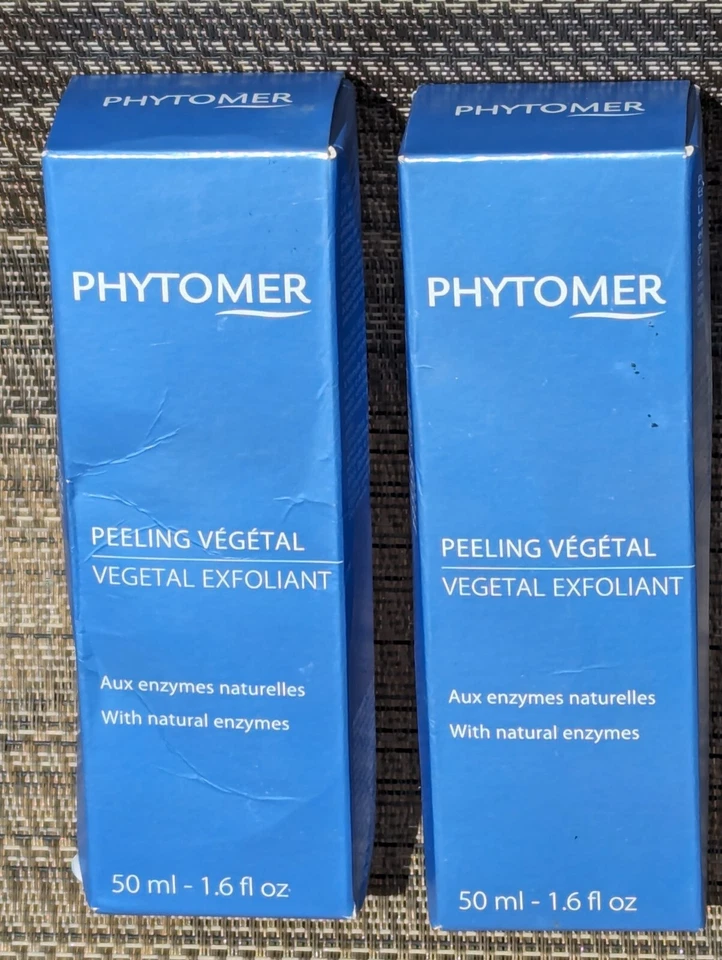 PHYTOMER
PHYTOMER
PEELING VÉGÉTAL
VEGETAL EXFOLIANT
Aux enzymes naturelles
With natural enzymes
50 ml - 1.6 fl oz
PHYTOMER
PHYTOMER
PEELING VÉGÉTAL
VEGETAL EXFOLIANT
Aux enzymes naturelles
With natural enzymes
50 ml - 1.6 fl oz